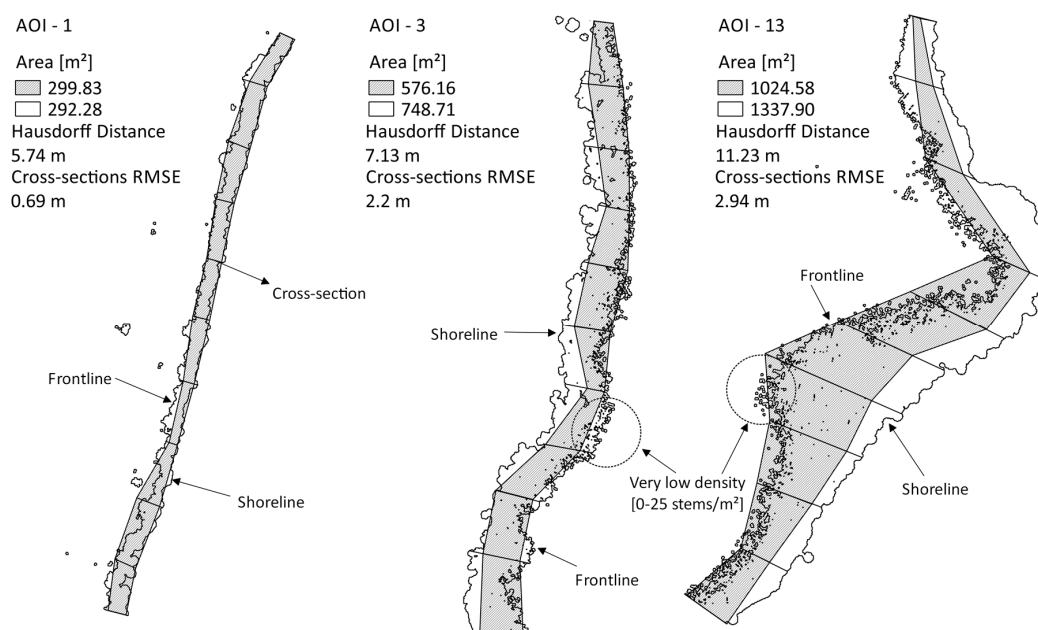 AOI - 1
Area [m²]
299.83
292.28
Hausdorff Distance
5.74 m
Cross-sections RMSE
0.69 m
Cross-section
Frontline
Shoreline
AOI - 3
Area [m²]
576.16
748.71
Hausdorff Distance
7.13 m
Cross-sections RMSE
2.2 m
Shoreline
Frontline
Very low density
[0-25 stems/m²]
AOI - 13
Area [m²]
1024.58
1337.90
Hausdorff Distance
11.23 m
Cross-sections RMSE
2.94 m
Frontline
Shoreline